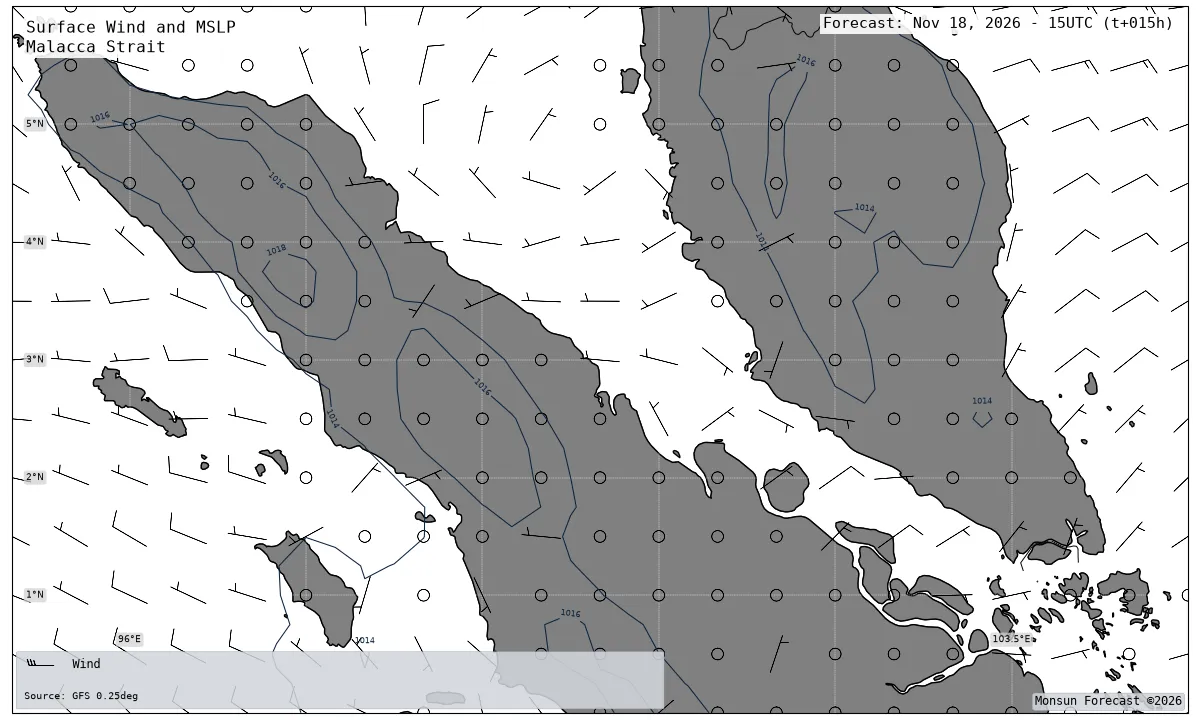 Surface Wind and MSLP
Malacca Strait
Forecast: Nov 18, 2026 - 15UTC (t+015h)
1016
1016
5°N
1016
1014
4°N
1018
3°N
1016
1014
1014
2°N
1°N
1016
96°E
1014
103.5°E
Wind
Source: GFS 0.25deg
Monsun Forecast ©2026